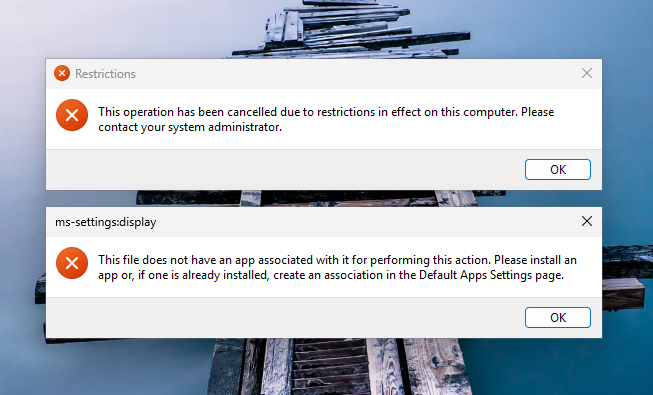 Restrictions
This operation has been cancelled due to restrictions in effect on this computer. Please
contact your system administrator.
OK
ms-settings:display
This file does not have an app associated with it for performing this action. Please install an
app or, if one is already installed, create an association in the Default Apps Settings page.
OK